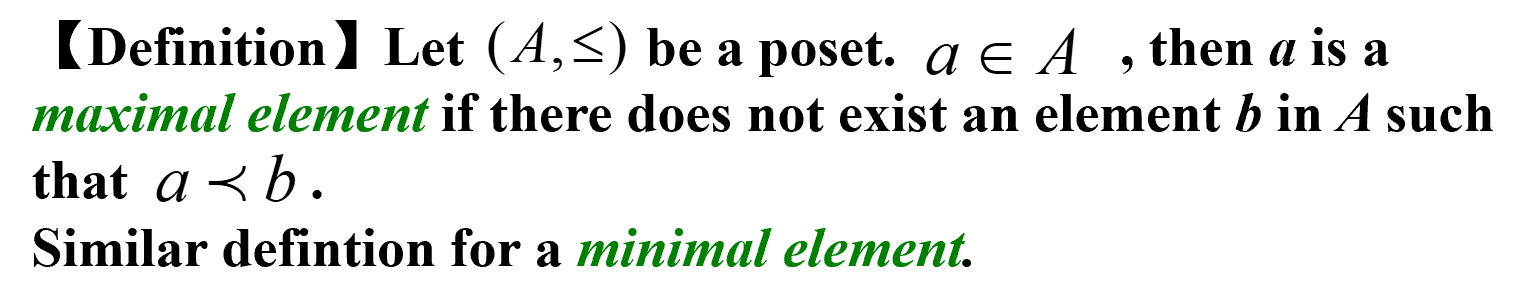 【Definition】Let (A,≤) be a poset. a ∈ A , then a is a
maximal element if there does not exist an element b in A such
that a ≺ b .
Similar defintion for a minimal element.